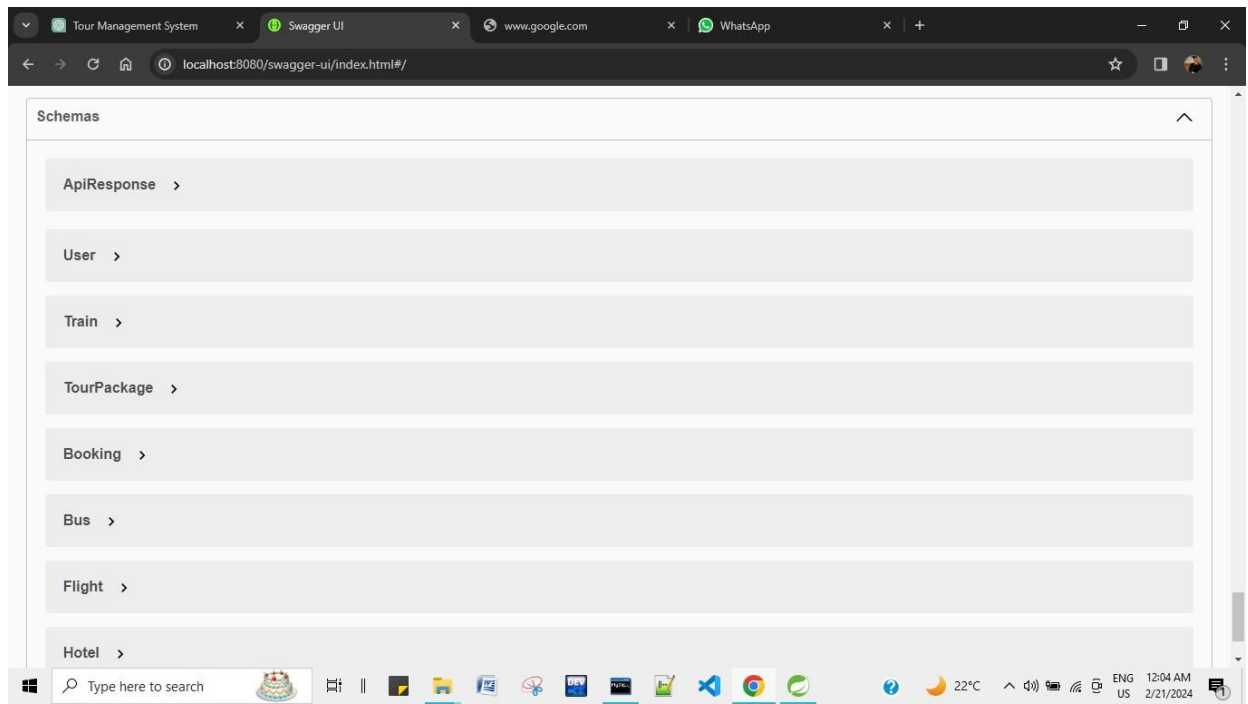 Tour Management System
Swagger UI
www.google.com
WhatsApp
localhost:8080/swagger-ui/index.html#/
Schemas
ApiResponse
User
Train
TourPackage
Booking
Bus
Flight
Hotel
Type here to search
DEV
22°C
ENG
US
12:04 AM
2/21/2024